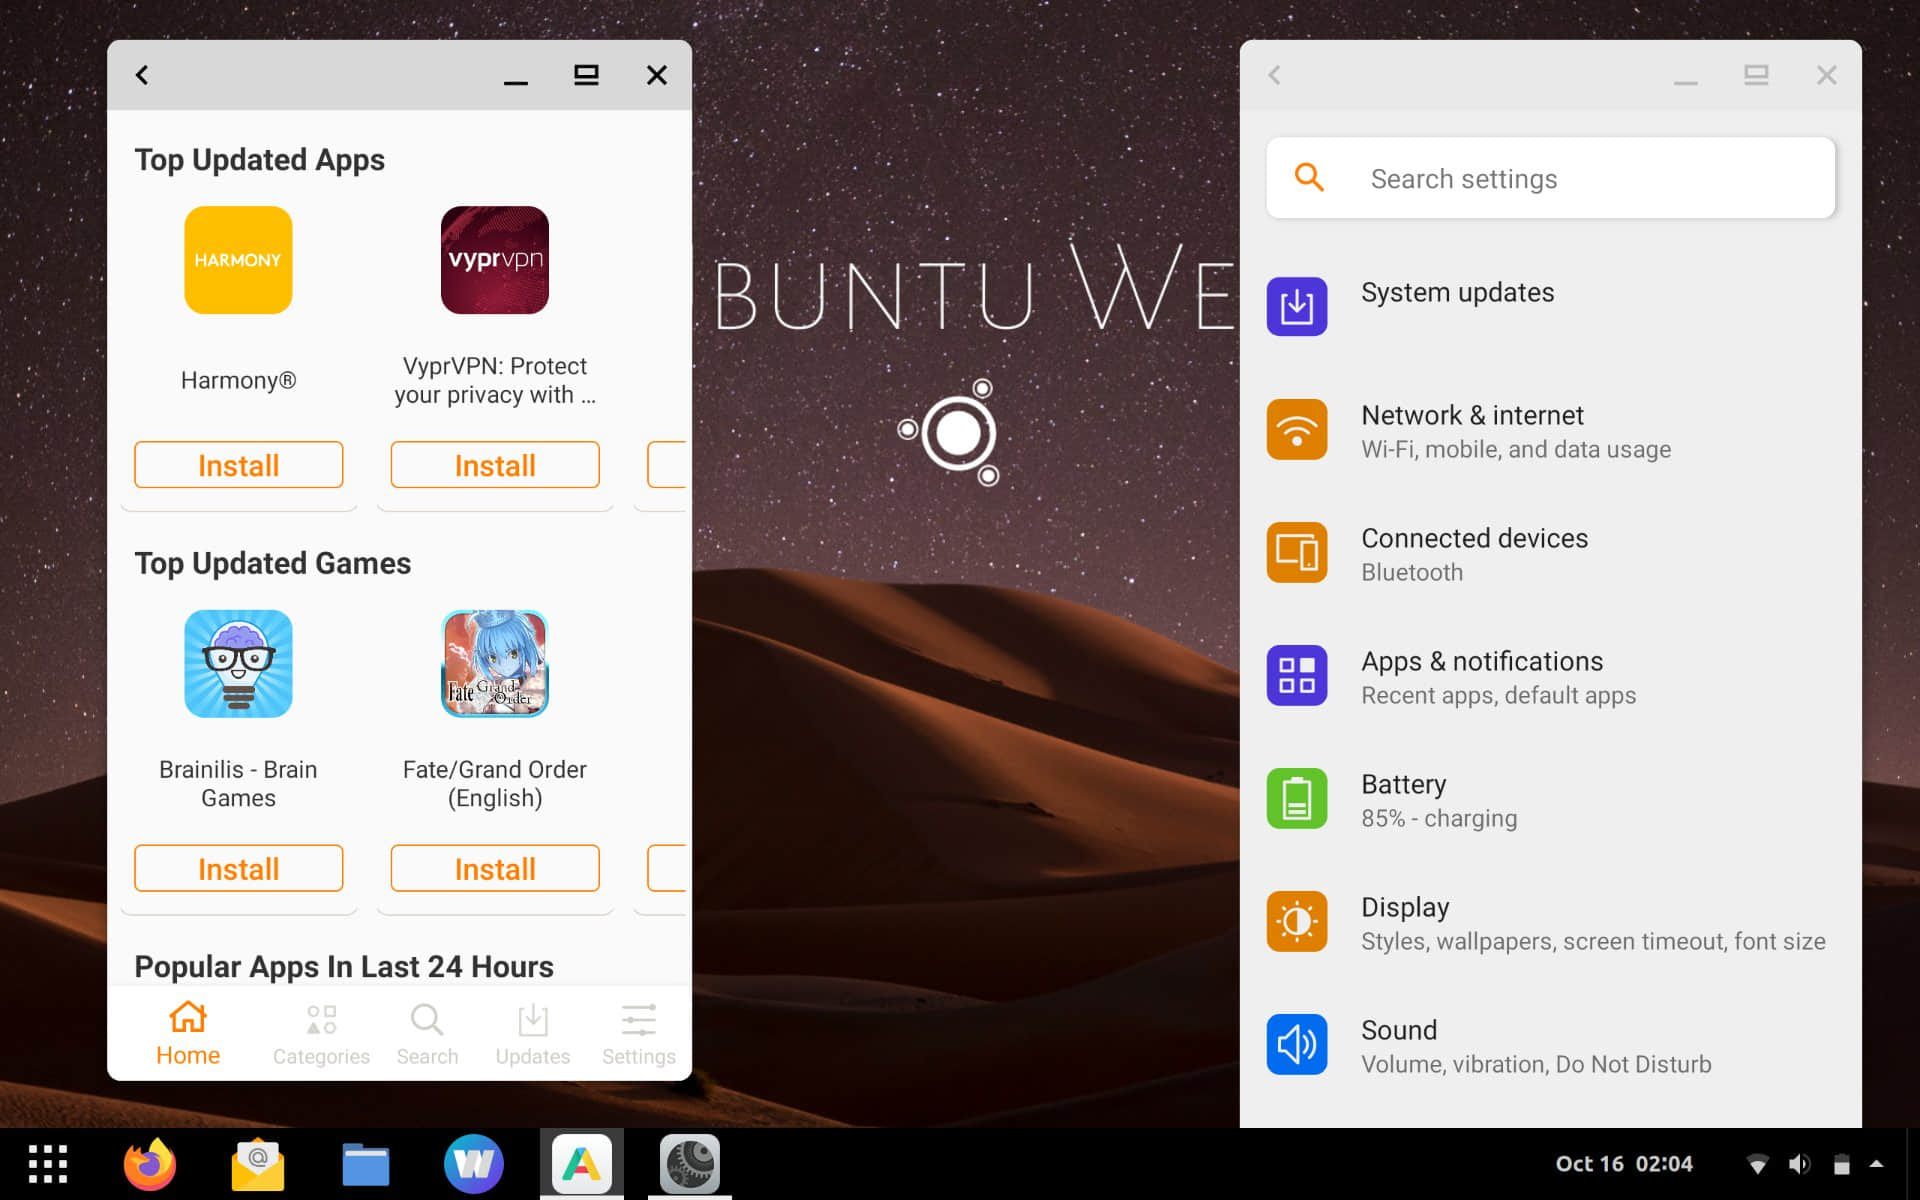 Top Updated Apps
HARMONY
vyprvpn
Harmony®
VyprVPN: Protect
your privacy with ...
Install
Install
Top Updated Games
Fate Grand Order
Brainilis - Brain
Games
Fate/Grand Order
(English)
Install
Install
Popular Apps In Last 24 Hours
Home
Categories
Search
Updates
Settings
BUNTU WE
Search settings
System updates
Network & internet
Wi-Fi, mobile, and data usage
Connected devices
Bluetooth
Apps & notifications
Recent apps, default apps
Battery
85% - charging
Display
Styles, wallpapers, screen timeout, font size
Sound
Volume, vibration, Do Not Disturb
@
W
A
Oct 16 02:04